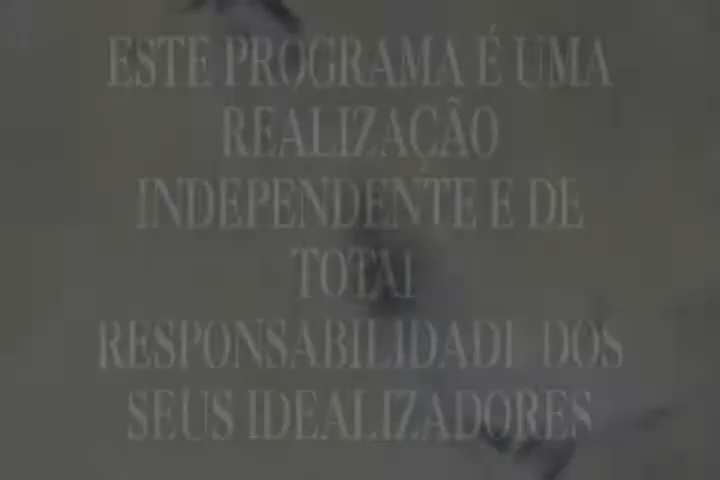 ESTE PROGRAMA É UMA
REALIZAÇÃO
INDEPENDENTE E DE
TOTAL
RESPONSABILIDADE DOS
SEUS IDEALIZADORES